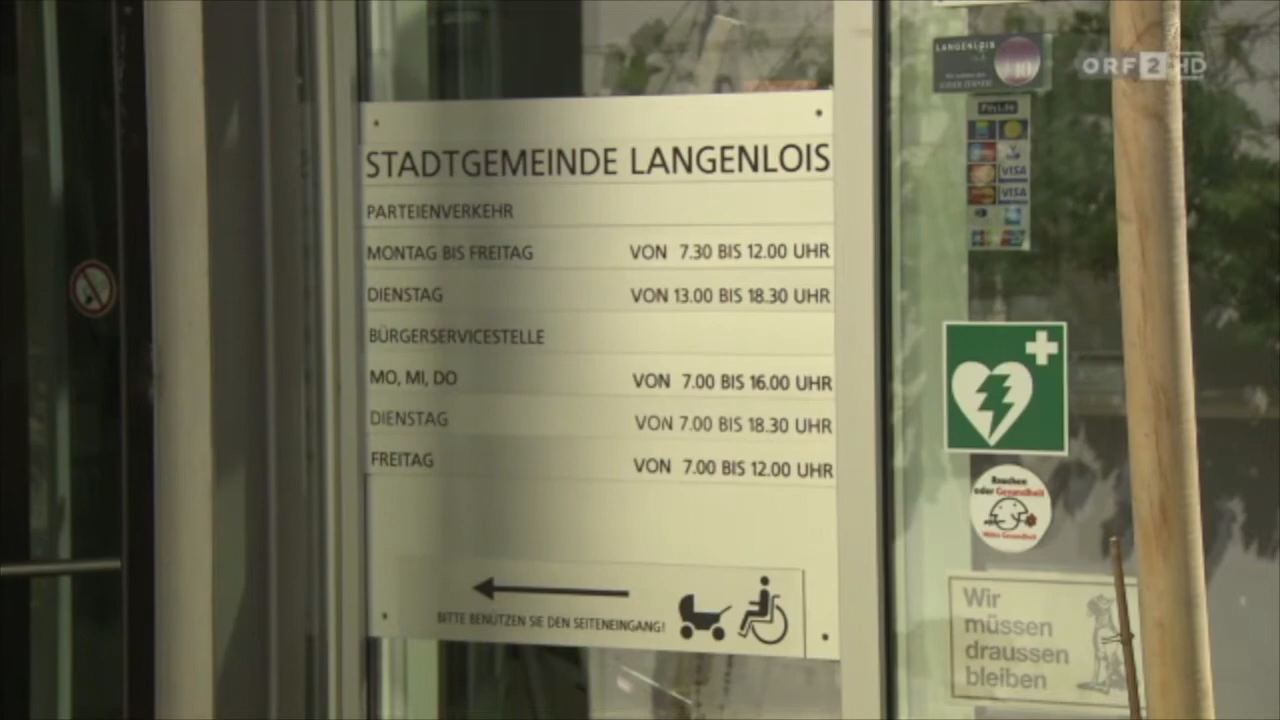 STADTGEMEINDE LANGENLOIS
PARTEIENVERKEHR
MONTAG BIS FREITAG VON 7.30 BIS 12.00 UHR
DIENSTAG VON 13.00 BIS 18.30 UHR
BÜRGERSERVICESTELLE
MO, MI, DO VON 7.00 BIS 16.00 UHR
DIENSTAG VON 7.00 BIS 18.30 UHR
FREITAG VON 7.00 BIS 12.00 UHR
BITTE BENÜTZEN SIE DEN SEITENEINGANG!
LANGENLOIS
ORF 2 HD
VISA
VISA
Rauchen
oder Gesundheit
Wir
müssen
draussen
bleiben